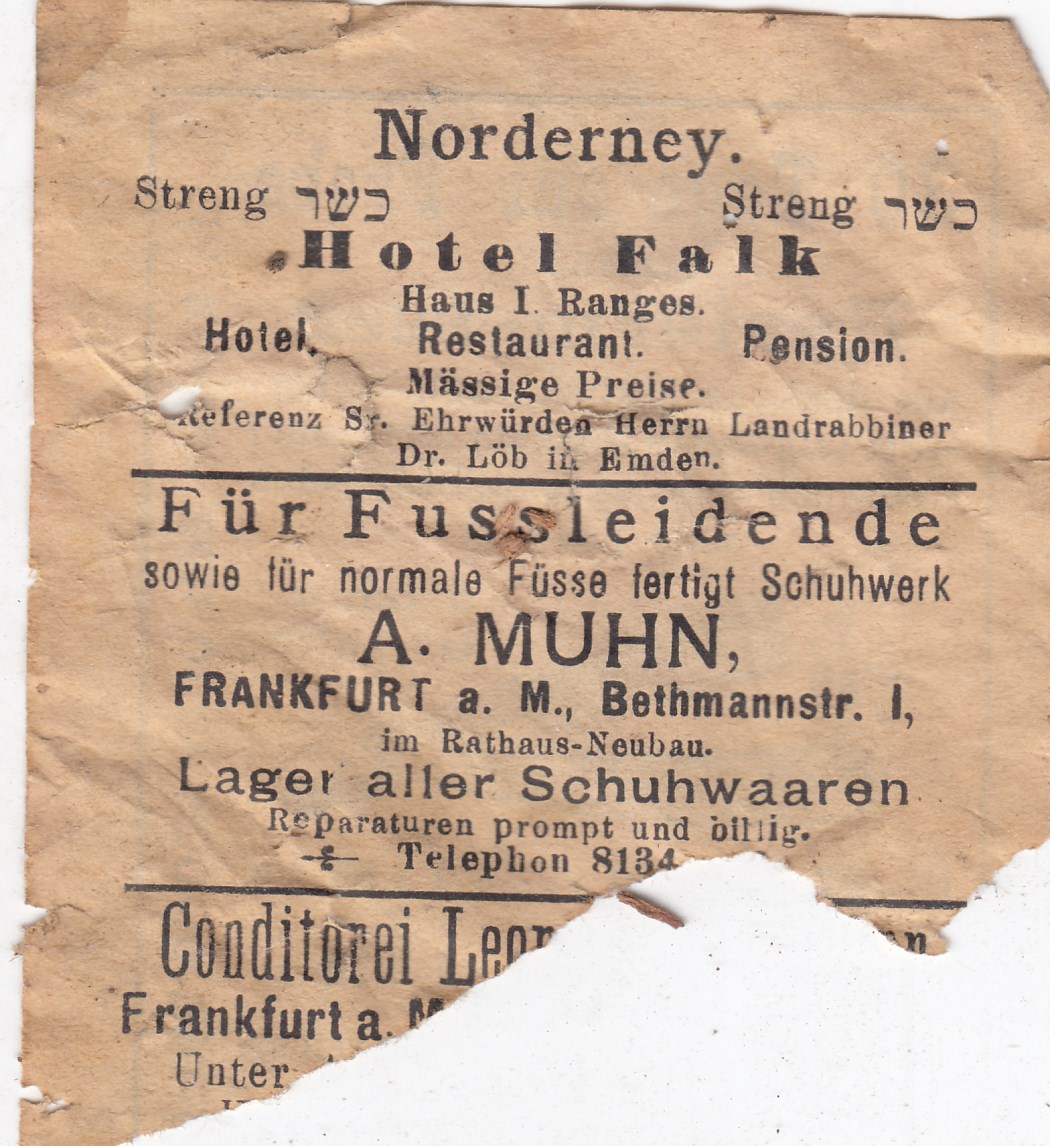 Norderney.
Streng כשר Streng כשר
Hotel Falk
Haus I. Ranges.
Hotel. Restaurant. Pension.
Mässige Preise.
Referenz Sr. Ehrwürden Herrn Landrabbiner
Dr. Löb in Emden.
Für Fussleidende
sowie für normale Füsse fertigt Schuhwerk
A. MUHN,
FRANKFURT a. M., Bethmannstr. I,
im Rathaus-Neubau.
Lager aller Schuhwaaren
Reparaturen prompt und billig.
Telephon 8134
Conditorei
Frankfurt a. M
Unter